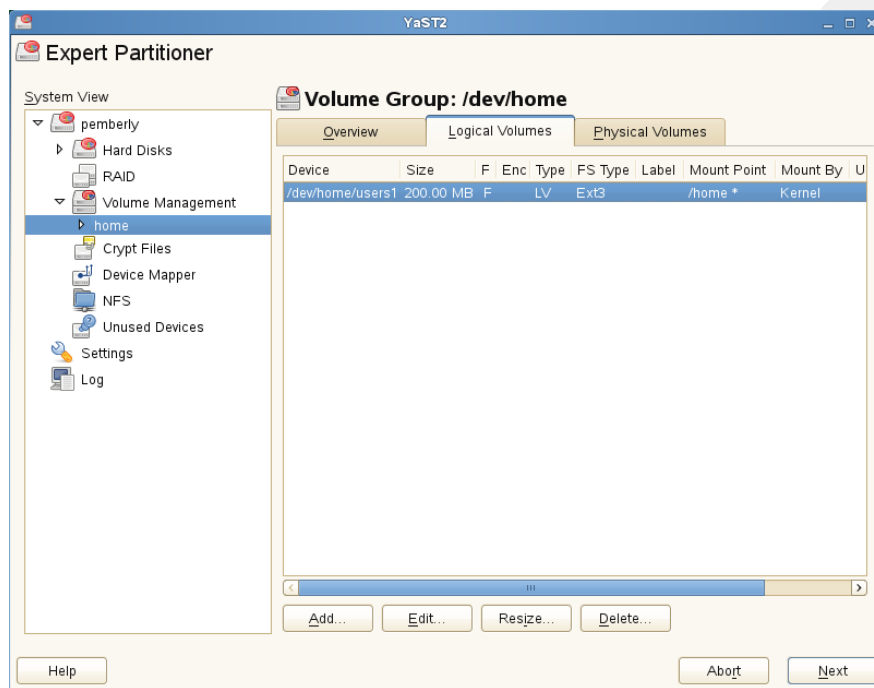 YaST2
Expert Partitioner
System View
pemberly
Hard Disks
RAID
Volume Management
home
Crypt Files
Device Mapper
NFS
Unused Devices
Settings
Log
Volume Group: /dev/home
Overview Logical Volumes Physical Volumes
Device Size F Enc Type FS Type Label Mount Point Mount By U
/dev/home/users1 200.00 MB F LV Ext3 /home * Kernel
Add... Edit... Resize... Delete...
Help Abort Next